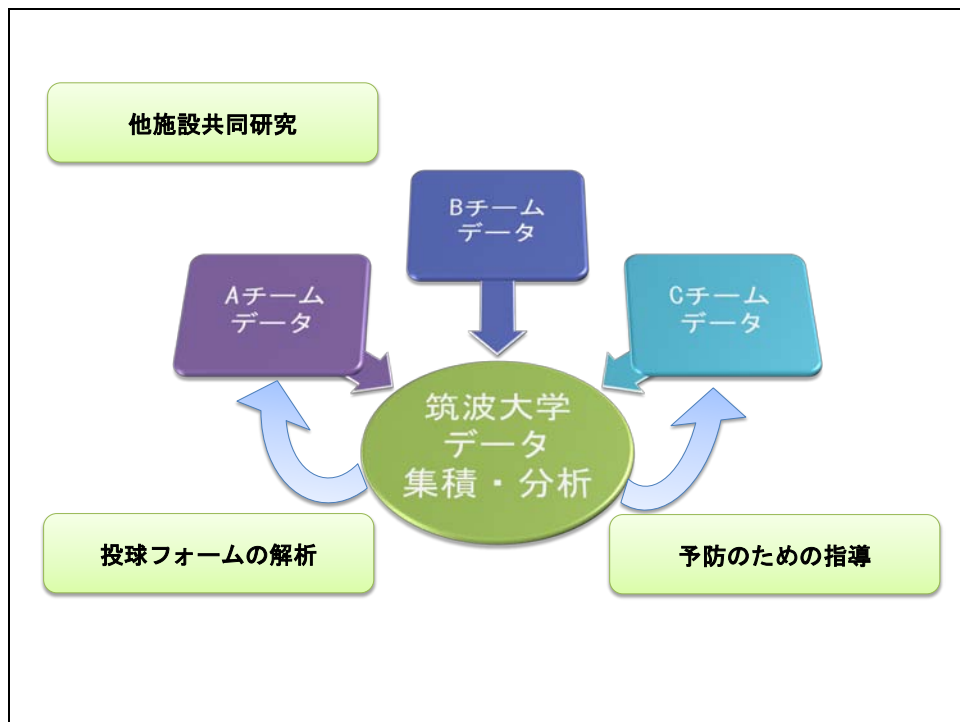 他施設共同研究
Bチーム
データ
Aチーム
データ
Cチーム
データ
筑波大学
データ
集積・分析
投球フォームの解析
予防のための指導